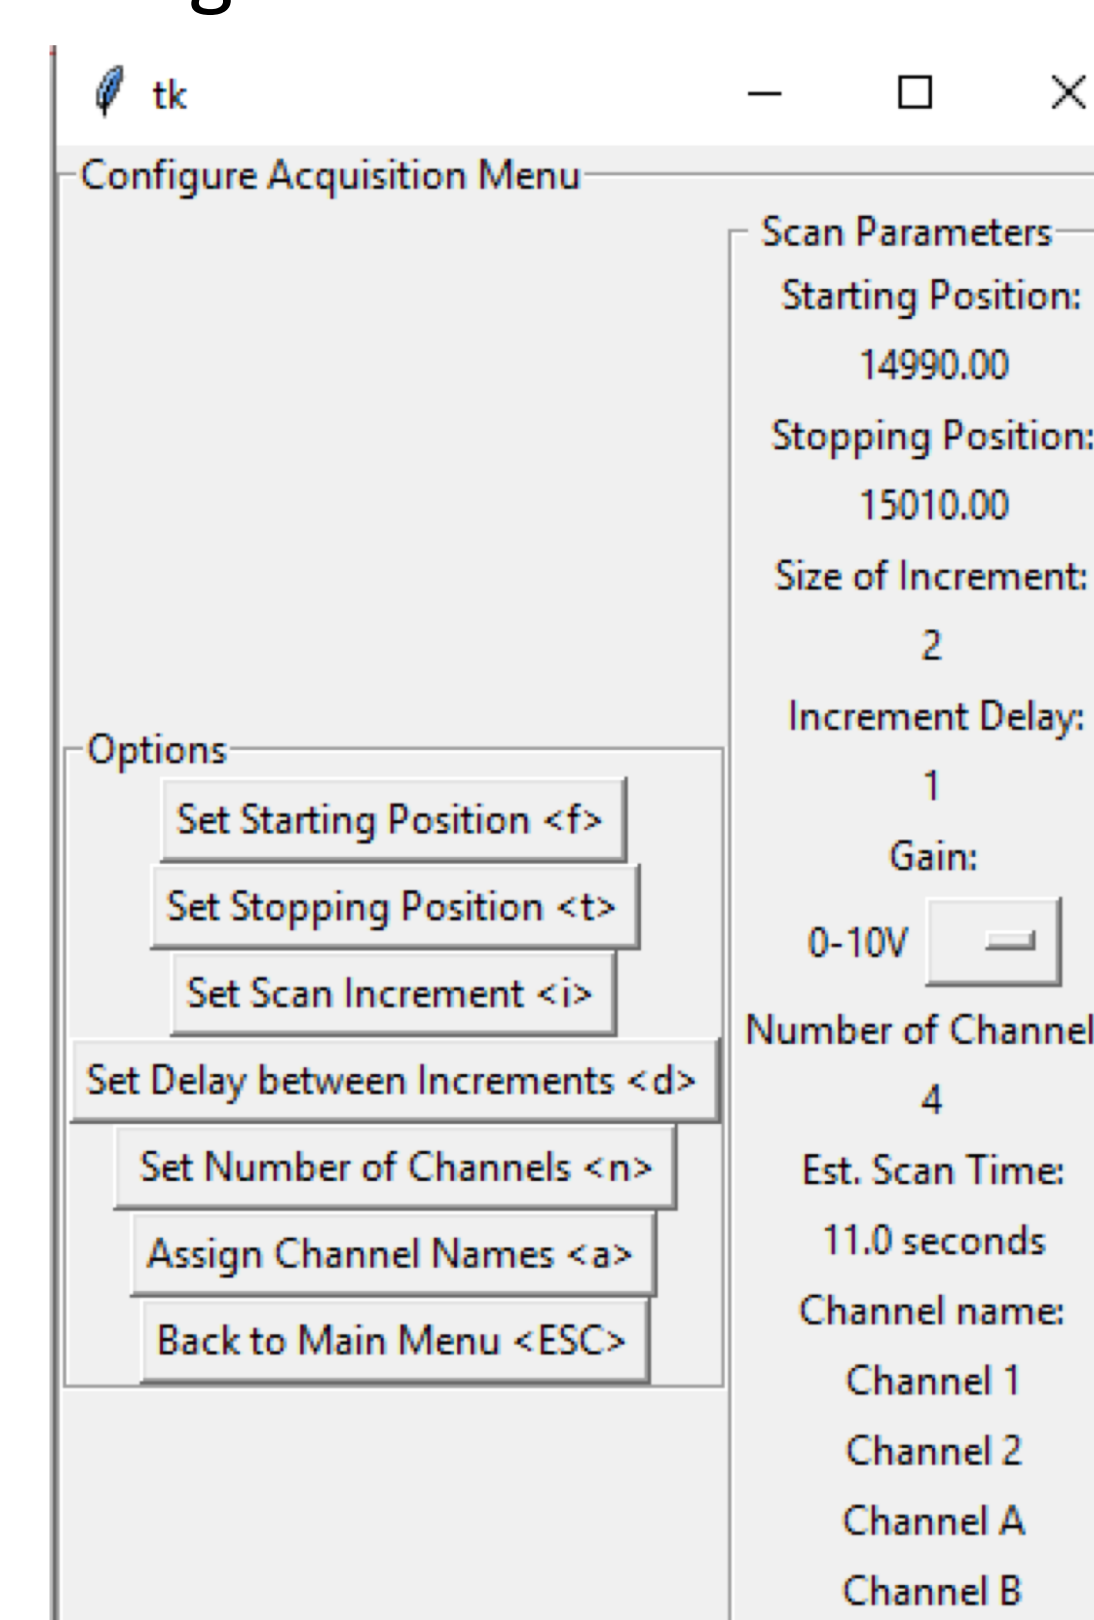 tk
Configure Acquisition Menu
Options
Set Starting Position <f>
Set Stopping Position <t>
Set Scan Increment <i>
Set Delay between Increments <d>
Set Number of Channels <n>
Assign Channel Names <a>
Back to Main Menu <ESC>
Scan Parameters
Starting Position:
14990.00
Stopping Position:
15010.00
Size of Increment:
2
Increment Delay:
1
Gain:
0-10V
Number of Channel
4
Est. Scan Time:
11.0 seconds
Channel name:
Channel 1
Channel 2
Channel A
Channel B